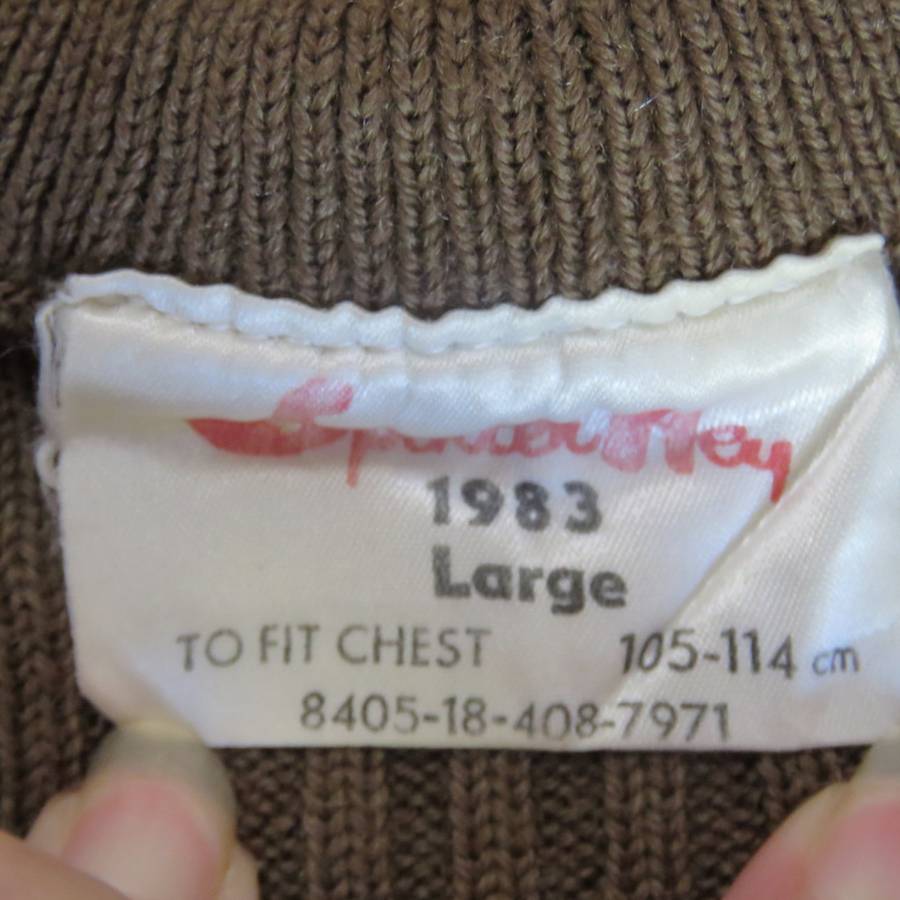 1983
Large
TO FIT CHEST 105-114 cm
8405-18-408-7971